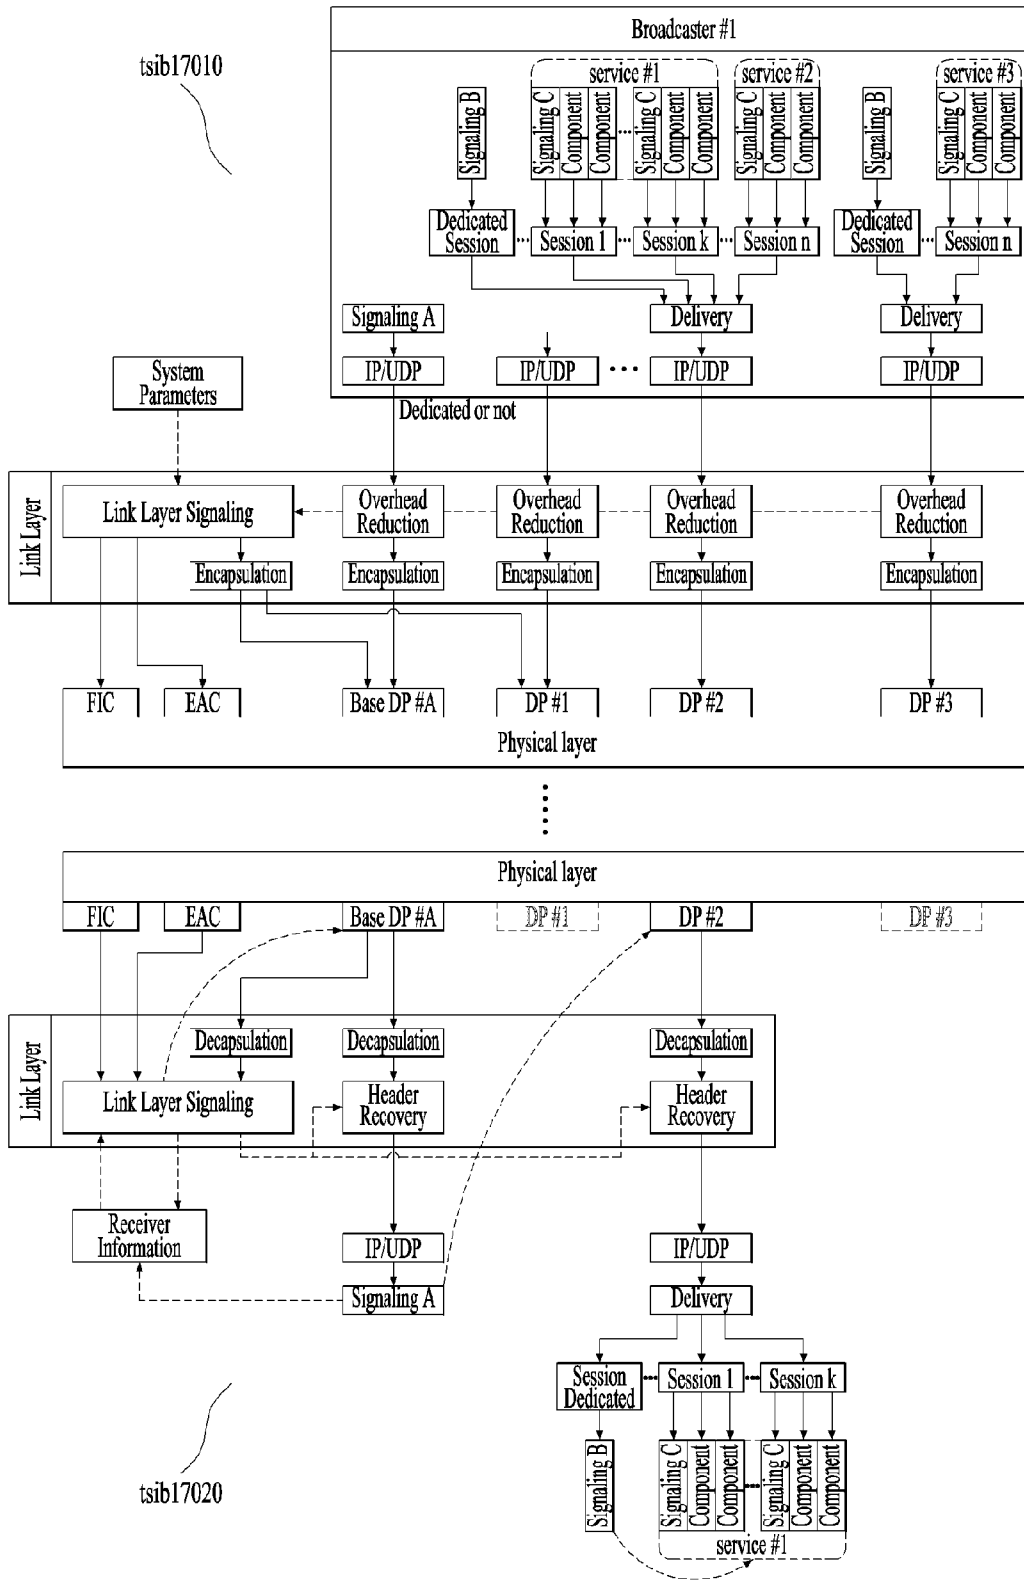 Broadcaster #1
tsib17010
service #1
service #2
service #3
Signaling B
Signaling C
Component
Component
Signaling C
Component
Component
Signaling C
Component
Component
Signaling B
Signaling C
Component
Component
Dedicated
Session
Session 1
Session k
Session n
Dedicated
Session
Session n
Signaling A
Delivery
Delivery
System
Parameters
IP/UDP
IP/UDP
IP/UDP
IP/UDP
Dedicated or not
Link Layer
Link Layer Signaling
Overhead
Reduction
Overhead
Reduction
Overhead
Reduction
Overhead
Reduction
Encapsulation
Encapsulation
Encapsulation
Encapsulation
Encapsulation
FIC
EAC
Base DP #A
DP #1
DP #2
DP #3
Physical layer
Physical layer
FIC
EAC
Base DP #A
DP #1
DP #2
DP #3
Link Layer
Decapsulation
Decapsulation
Decapsulation
Link Layer Signaling
Header
Recovery
Header
Recovery
Receiver
Information
IP/UDP
IP/UDP
Signaling A
Delivery
Session
Dedicated
Session 1
Session k
Signaling B
Signaling C
Component
Component
Signaling C
Component
Component
service #1
tsib17020